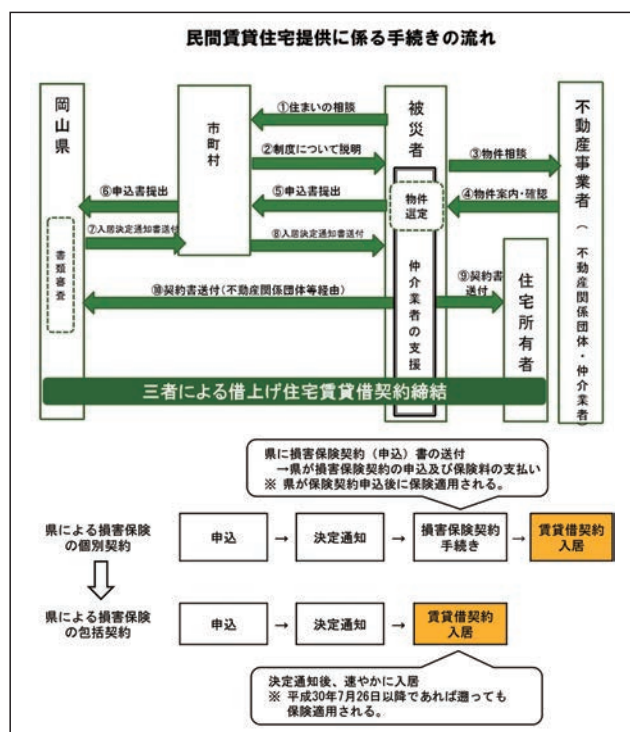 民間賃貸住宅提供に係る手続きの流れ
岡山県
市町村
被災者
不動産事業者(不動産関係団体・仲介業者)
①住まいの相談
②制度について説明
③物件相談
④物件案内・確認
⑤申込書提出
⑥申込書提出
物件
選定
⑦入居決定通知書送付
⑧入居決定通知書送付
書類審査
仲介業者の支援
⑨契約書
送付
住宅所有者
⑩契約書送付(不動産関係団体等経由)
三者による借上げ住宅賃貸借契約締結
県に損害保険契約(申込)書の送付
→県が損害保険契約の申込及び保険料の支払い
※ 県が保険契約申込後に保険適用される。
県による損害保険
の個別契約
申込
決定通知
損害保険契約
手続き
賃貸借契約
入居
県による損害保険
の包括契約
申込
決定通知
賃貸借契約
入居
決定通知後、速やかに入居
※ 平成30年7月26日以降であれば遡っても
保険適用される。